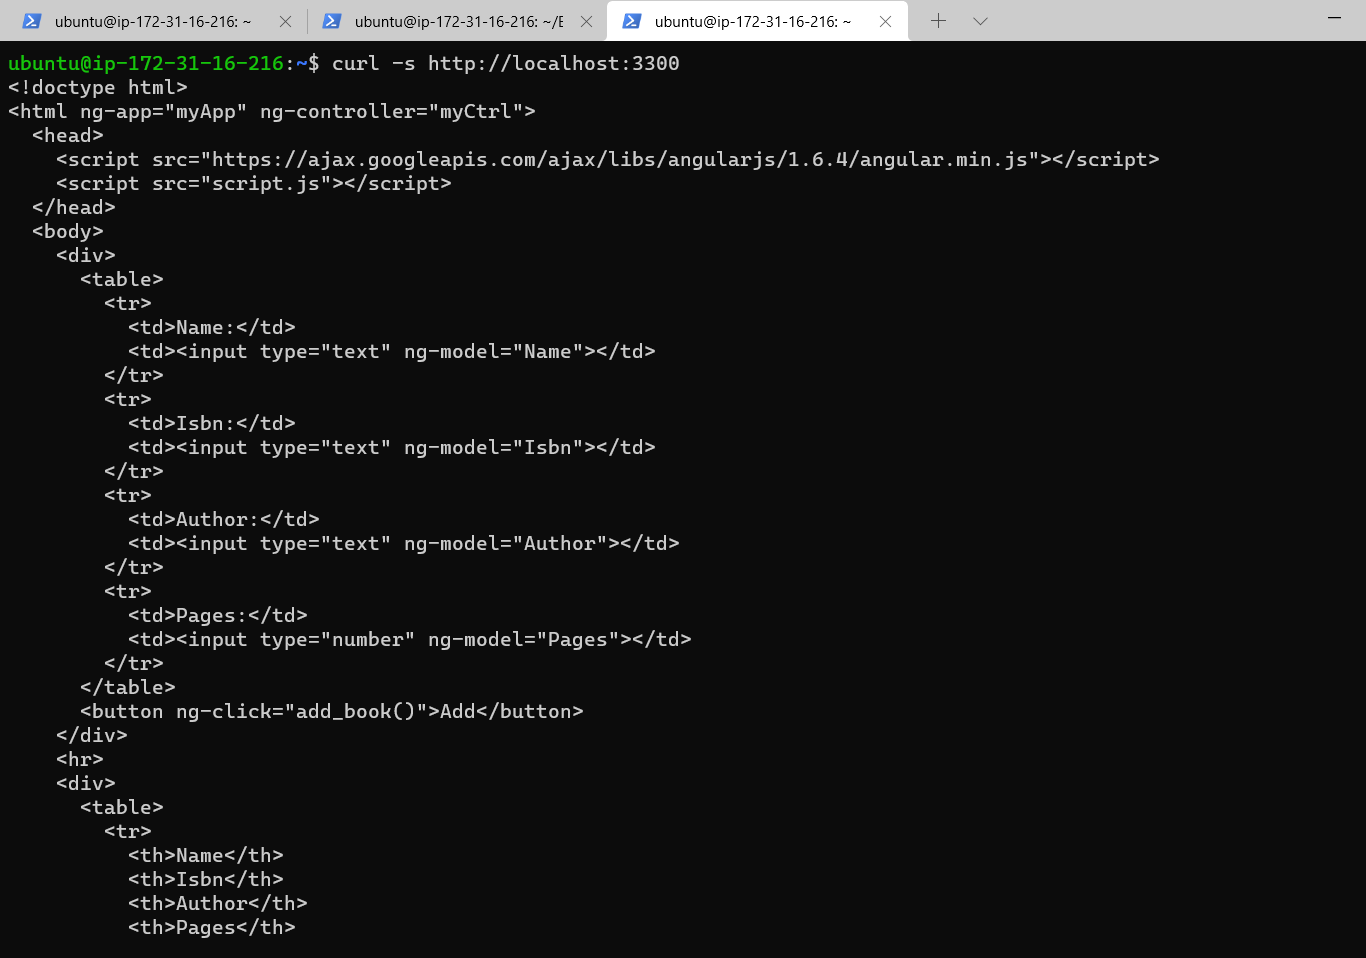 ubuntu@ip-172-31-16-216: ~
ubuntu@ip-172-31-16-216: ~/E
ubuntu@ip-172-31-16-216: ~
ubuntu@ip-172-31-16-216:~$ curl -s http://localhost:3300
<!doctype html>
<html ng-app="myApp" ng-controller="myCtrl">
  <head>
    <script src="https://ajax.googleapis.com/ajax/libs/angularjs/1.6.4/angular.min.js"></script>
    <script src="script.js"></script>
  </head>
  <body>
    <div>
      <table>
        <tr>
          <td>Name:</td>
          <td><input type="text" ng-model="Name"></td>
        </tr>
        <tr>
          <td>Isbn:</td>
          <td><input type="text" ng-model="Isbn"></td>
        </tr>
        <tr>
          <td>Author:</td>
          <td><input type="text" ng-model="Author"></td>
        </tr>
        <tr>
          <td>Pages:</td>
          <td><input type="number" ng-model="Pages"></td>
        </tr>
      </table>
      <button ng-click="add_book()">Add</button>
    </div>
    <hr>
    <div>
      <table>
        <tr>
          <th>Name</th>
          <th>Isbn</th>
          <th>Author</th>
          <th>Pages</th>